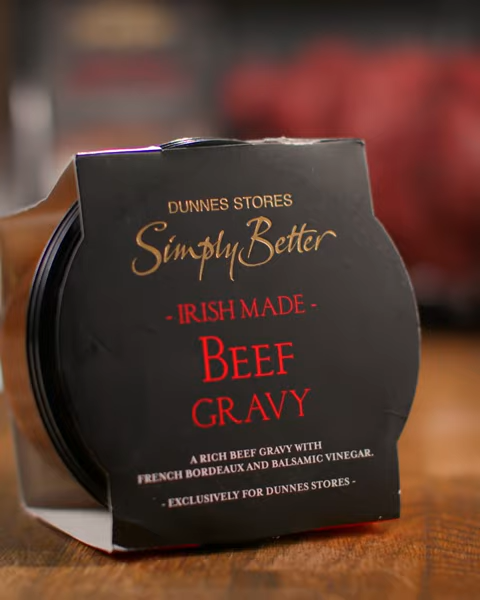 DUNNES STORES
Simply Better
- IRISH MADE -
BEEF
GRAVY
A RICH BEEF GRAVY WITH
FRENCH BORDEAUX AND BALSAMIC VINEGAR.
- EXCLUSIVELY FOR DUNNES STORES -